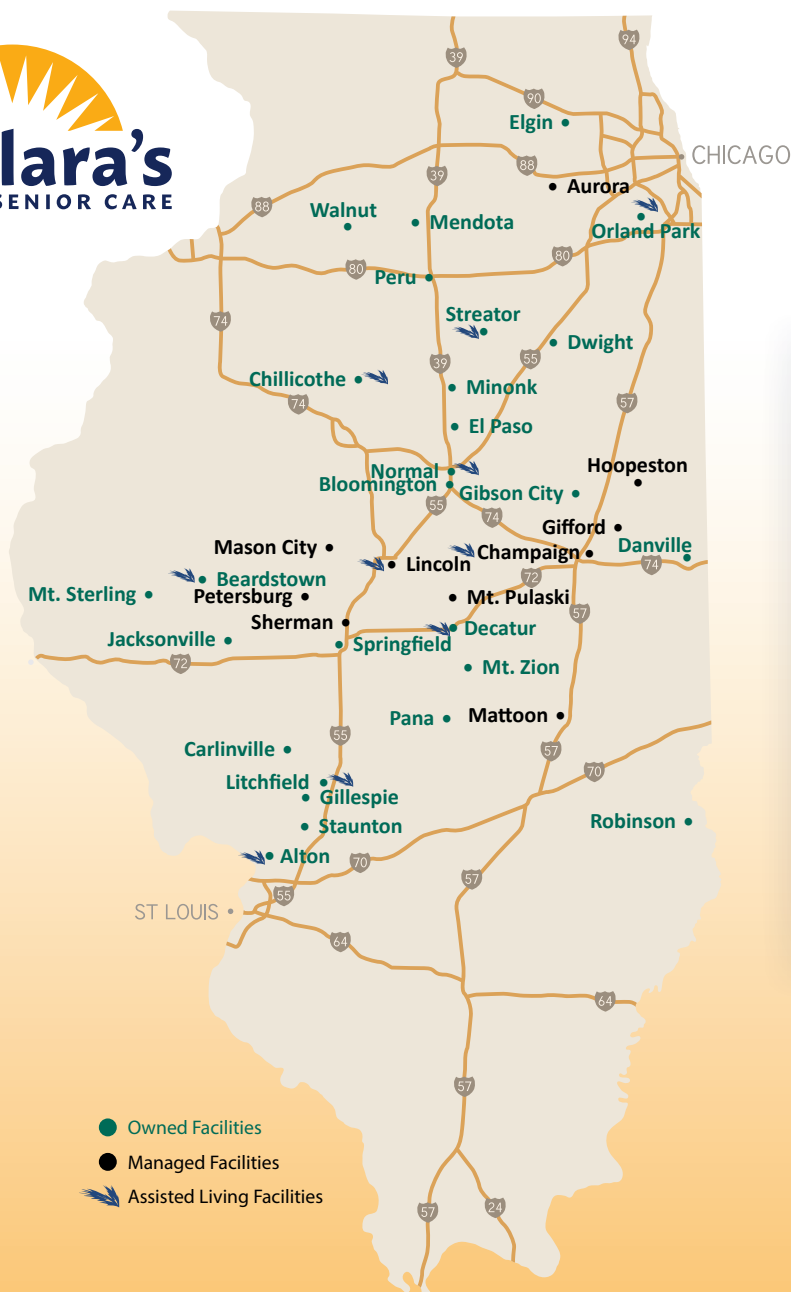 lara's
SENIOR CARE
39
94
90
Elgin
CHICAGO
88
39
Aurora
88
Walnut
Mendota
Orland Park
80
80
Peru
Streator
74
Dwight
39
55
Chillicothe
Minonk
74
57
El Paso
Hoopeston
Normal
Bloomington
Gibson City
55
74
Gifford
Mason City
Champaign
Danville
Lincoln
74
Beardstown
72
Mt. Sterling
Petersburg
Mt. Pulaski
57
Sherman
Decatur
Jacksonville
Springfield
72
Mt. Zion
Pana
Mattoon
55
Carlinville
57
70
Litchfield
Gillespie
Robinson
Staunton
Alton
70
57
55
ST LOUIS
64
64
57
Owned Facilities
Managed Facilities
Assisted Living Facilities
57
24